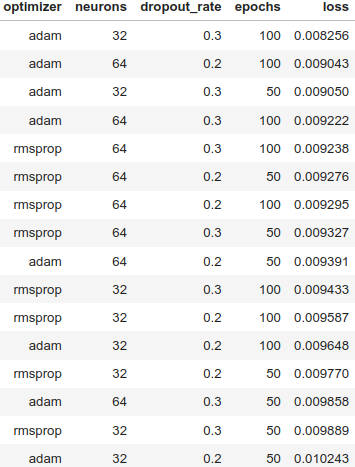 optimizer neurons dropout_rate epochs loss
adam 32 0.3 100 0.008256
adam 64 0.2 100 0.009043
adam 32 0.3 50 0.009050
adam 64 0.3 100 0.009222
rmsprop 64 0.3 100 0.009238
rmsprop 64 0.2 50 0.009276
rmsprop 64 0.2 100 0.009295
rmsprop 64 0.3 50 0.009327
adam 64 0.2 50 0.009391
rmsprop 32 0.3 100 0.009433
rmsprop 32 0.2 100 0.009587
adam 32 0.2 100 0.009648
rmsprop 32 0.2 50 0.009770
adam 64 0.3 50 0.009858
rmsprop 32 0.3 50 0.009889
adam 32 0.2 50 0.010243